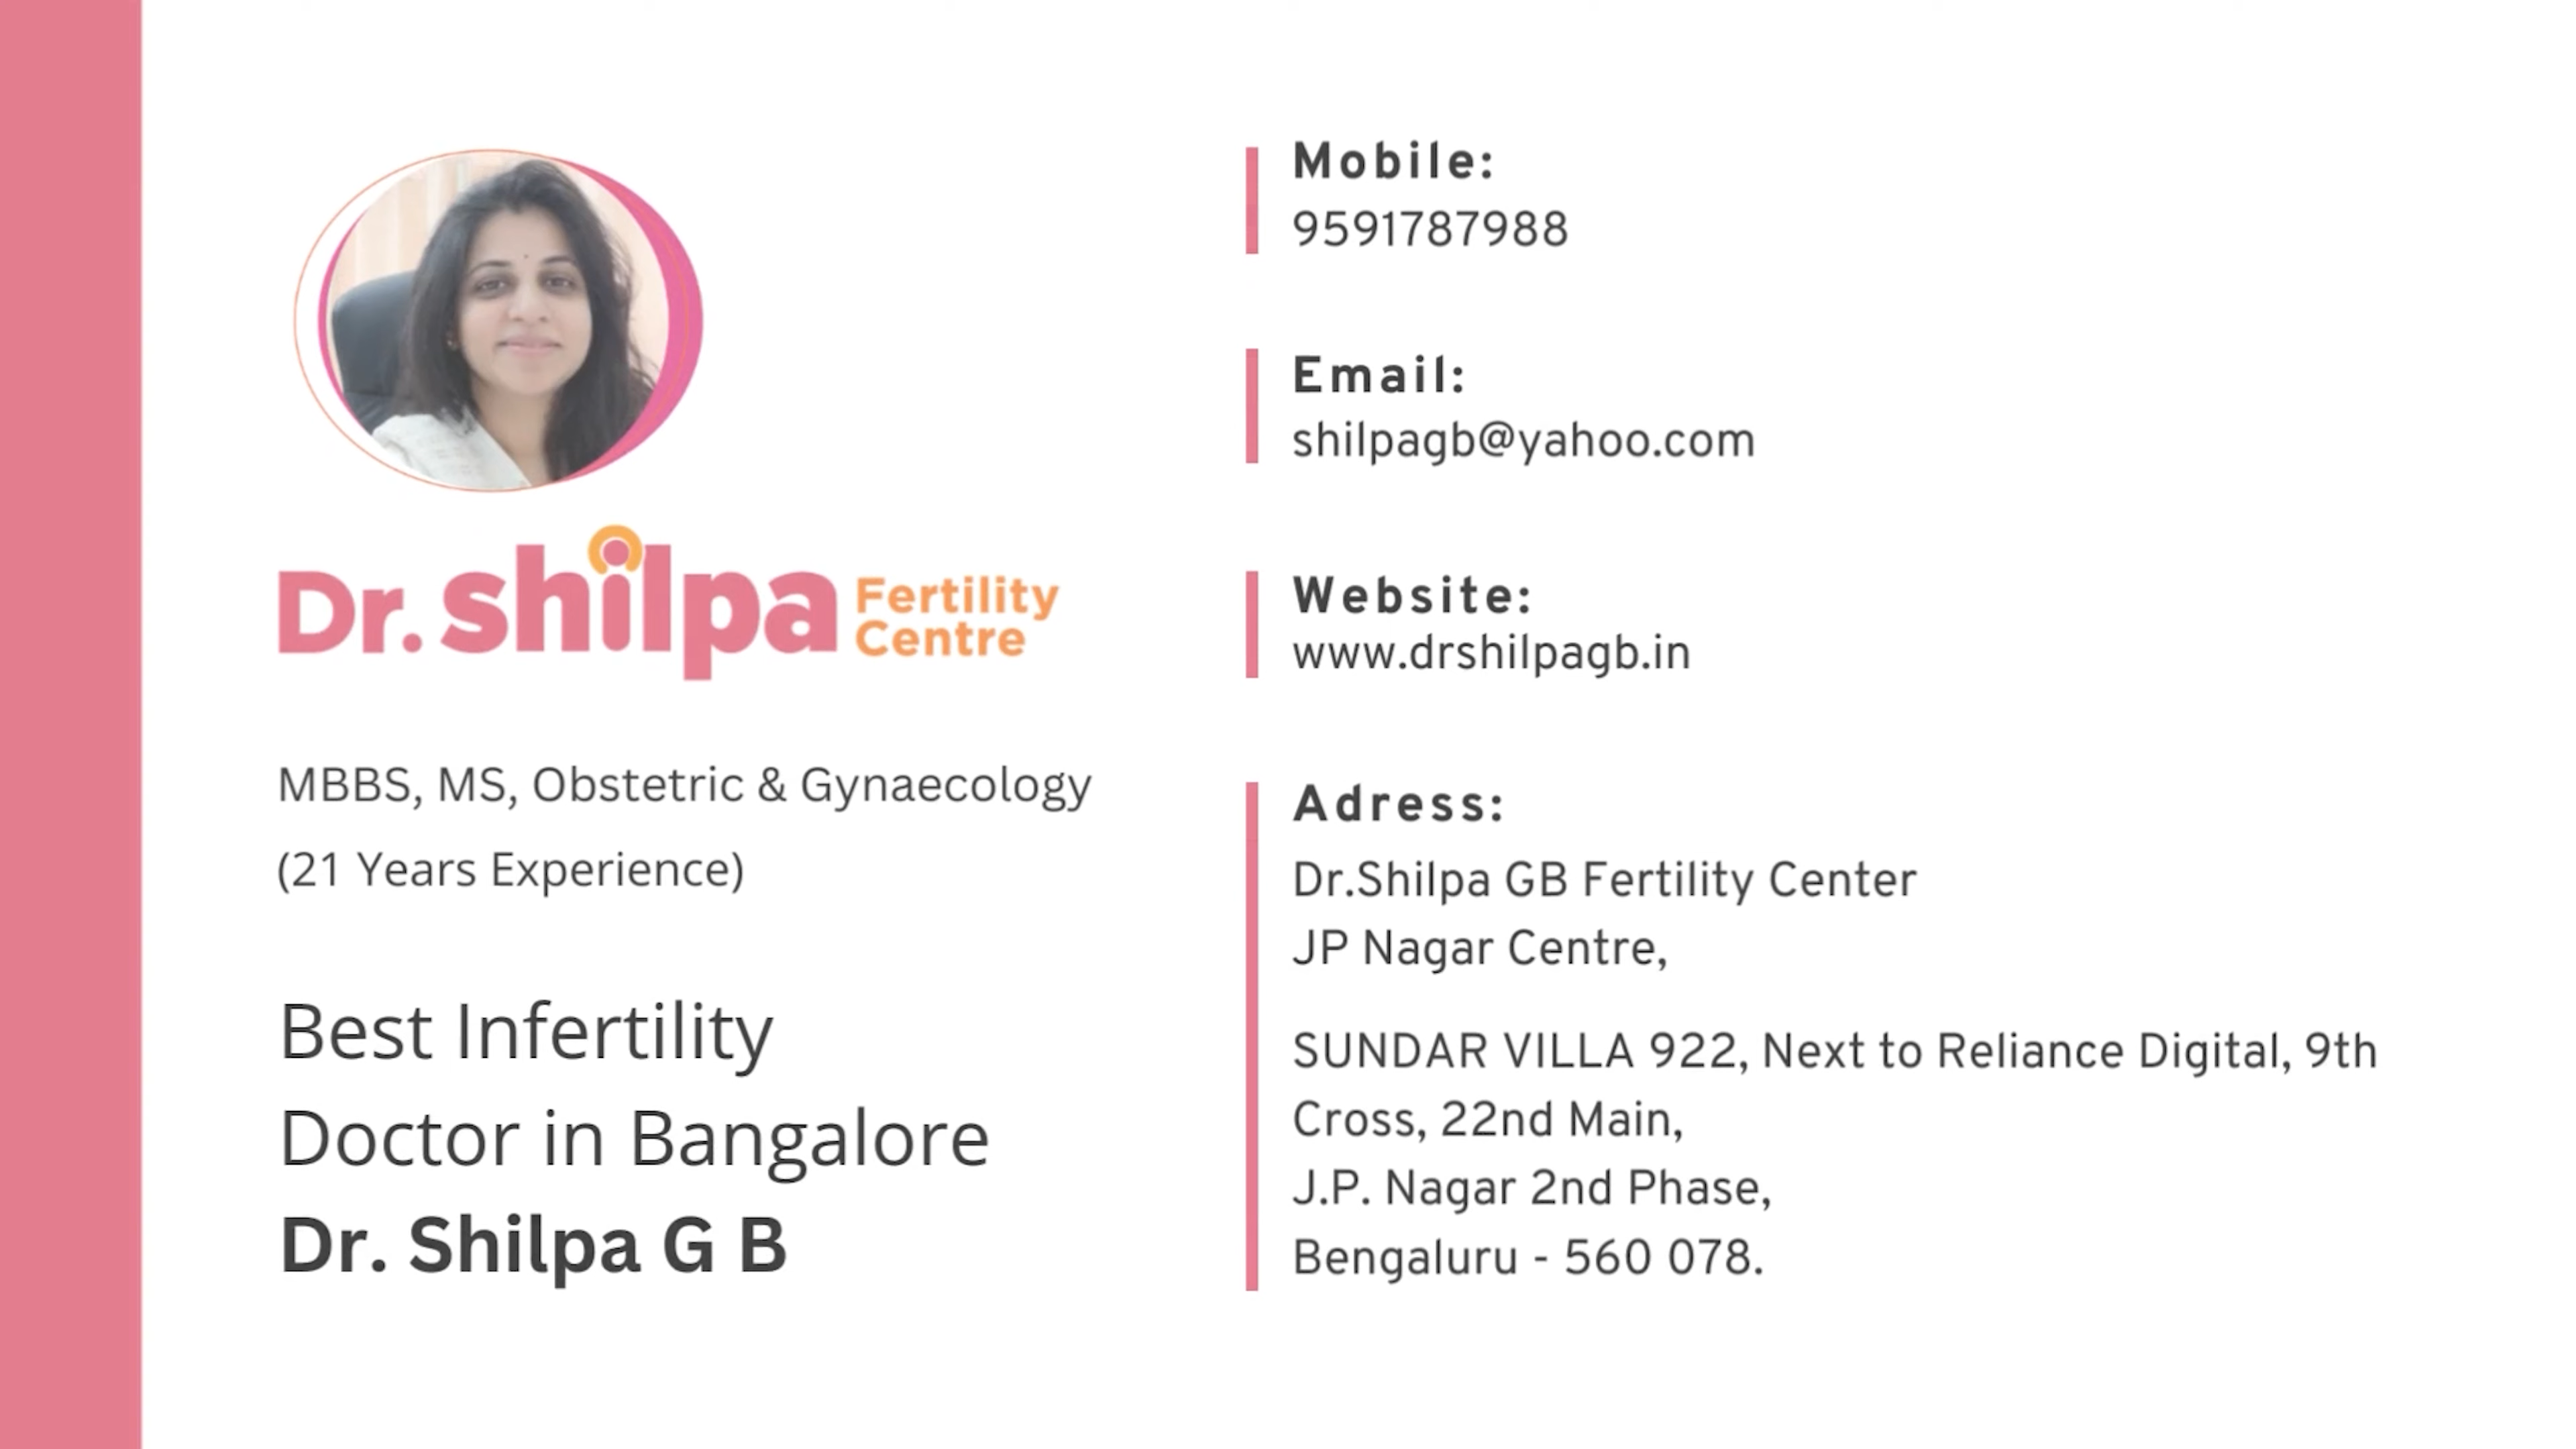 Dr. shilpa Fertility
Centre
MBBS, MS, Obstetric & Gynaecology
(21 Years Experience)
Best Infertility
Doctor in Bangalore
Dr. Shilpa G B
Mobile:
9591787988
Email:
shilpagb@yahoo.com
Website:
www.drshilpagb.in
Adress:
Dr.Shilpa GB Fertility Center
JP Nagar Centre,
SUNDAR VILLA 922, Next to Reliance Digital, 9th
Cross, 22nd Main,
J.P. Nagar 2nd Phase,
Bengaluru - 560 078.